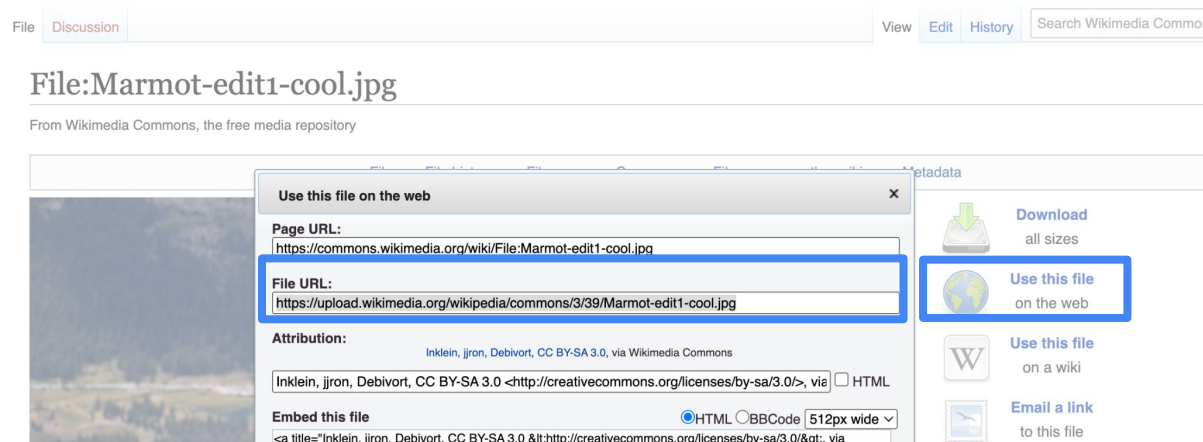 File Discussion View Edit History Search Wikimedia Commo
File:Marmot-edit1-cool.jpg
From Wikimedia Commons, the free media repository
Metadata
Use this file on the web x
Page URL:
https://commons.wikimedia.org/wiki/File:Marmot-edit1-cool.jpg
File URL:
https://upload.wikimedia.org/wikipedia/commons/3/39/Marmot-edit1-cool.jpg
Attribution:
Inklein, jjron, Debivort, CC BY-SA 3.0, via Wikimedia Commons
Inklein, jjron, Debivort, CC BY-SA 3.0 <http://creativecommons.org/licenses/by-sa/3.0/>, via HTML
Embed this file HTML BBCode 512px wide
<a title="Inklein, jjron, Debivort, CC BY-SA 3.0 &lt;http://creativecommons.org/licenses/by-sa/3.0/&gt;, via
Download
all sizes
Use this file
on the web
W
Use this file
on a wiki
Email a link
to this file